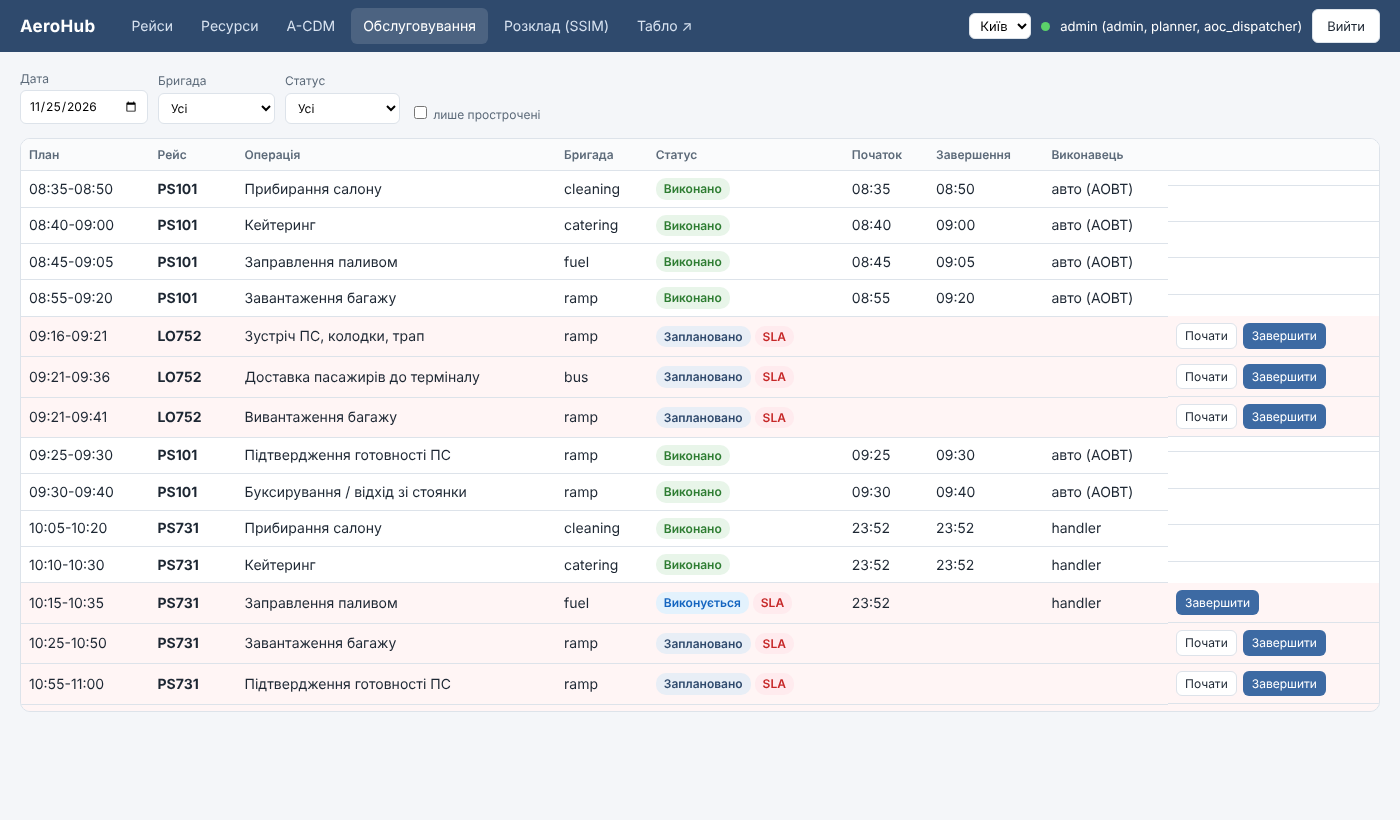 AeroHub Рейси Ресурси A-CDM Обслуговування Розклад (SSIM) Табло ↗ Київ admin (admin, planner, aoc_dispatcher) Вийти
Дата Бригада Статус
11/25/2026 Усі Усі лише прострочені
План Рейс Операція Бригада Статус Початок Завершення Виконавець
08:35-08:50 PS101 Прибирання салону cleaning Виконано 08:35 08:50 авто (AOBT)
08:40-09:00 PS101 Кейтеринг catering Виконано 08:40 09:00 авто (AOBT)
08:45-09:05 PS101 Заправлення паливом fuel Виконано 08:45 09:05 авто (AOBT)
08:55-09:20 PS101 Завантаження багажу ramp Виконано 08:55 09:20 авто (AOBT)
09:16-09:21 LO752 Зустріч ПС, колодки, трап ramp Заплановано SLA Почати Завершити
09:21-09:36 LO752 Доставка пасажирів до терміналу bus Заплановано SLA Почати Завершити
09:21-09:41 LO752 Вивантаження багажу ramp Заплановано SLA Почати Завершити
09:25-09:30 PS101 Підтвердження готовності ПС ramp Виконано 09:25 09:30 авто (AOBT)
09:30-09:40 PS101 Буксирування / відхід зі стоянки ramp Виконано 09:30 09:40 авто (AOBT)
10:05-10:20 PS731 Прибирання салону cleaning Виконано 23:52 23:52 handler
10:10-10:30 PS731 Кейтеринг catering Виконано 23:52 23:52 handler
10:15-10:35 PS731 Заправлення паливом fuel Виконується SLA 23:52 handler Завершити
10:25-10:50 PS731 Завантаження багажу ramp Заплановано SLA Почати Завершити
10:55-11:00 PS731 Підтвердження готовності ПС ramp Заплановано SLA Почати Завершити